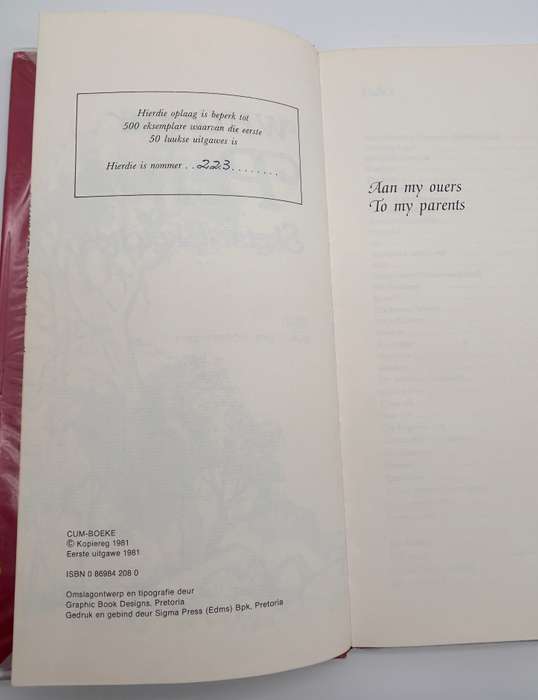 Hierdie oplaag is beperk tot
500 eksemplare waarvan die eerste
50 luukse uitgawes is
Hierdie is nommer . . 223 . . . . . . . .
CUM-BOEKE
© Kopiereg 1981
Eerste uitgawe 1981
ISBN 0 86984 208 0
Omslagontwerp en tipografie deur
Graphic Book Designs, Pretoria
Gedruk en gebind deur Sigma Press (Edms) Bpk, Pretoria
Aan my ouers
To my parents